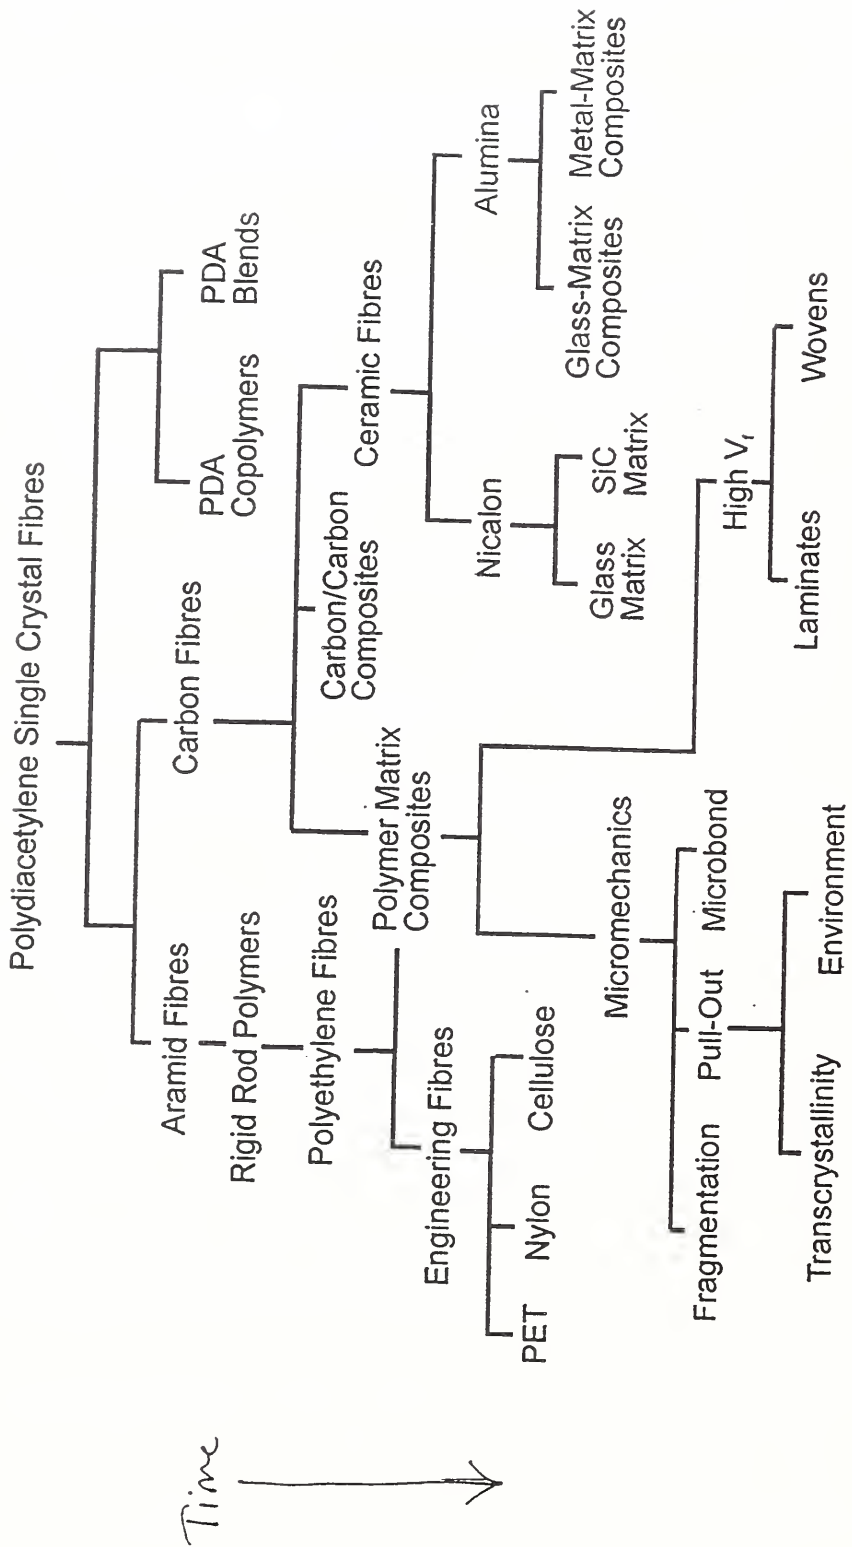 Polydiacetylene Single Crystal Fibres
Aramid Fibres
Carbon Fibres
PDA
Copolymers
PDA
Blends
Rigid Rod Polymers
Polyethylene Fibres
Carbon/Carbon
Composites
Ceramic Fibres
Polymer Matrix
Composites
Engineering Fibres
Nicalon
Alumina
PET
Nylon
Cellulose
Glass
Matrix
SiC
Matrix
Glass-Matrix
Composites
Metal-Matrix
Composites
Micromechanics
High Vf
Fragmentation
Pull-Out
Microbond
Laminates
Wovens
Transcrystallinity
Environment
Time